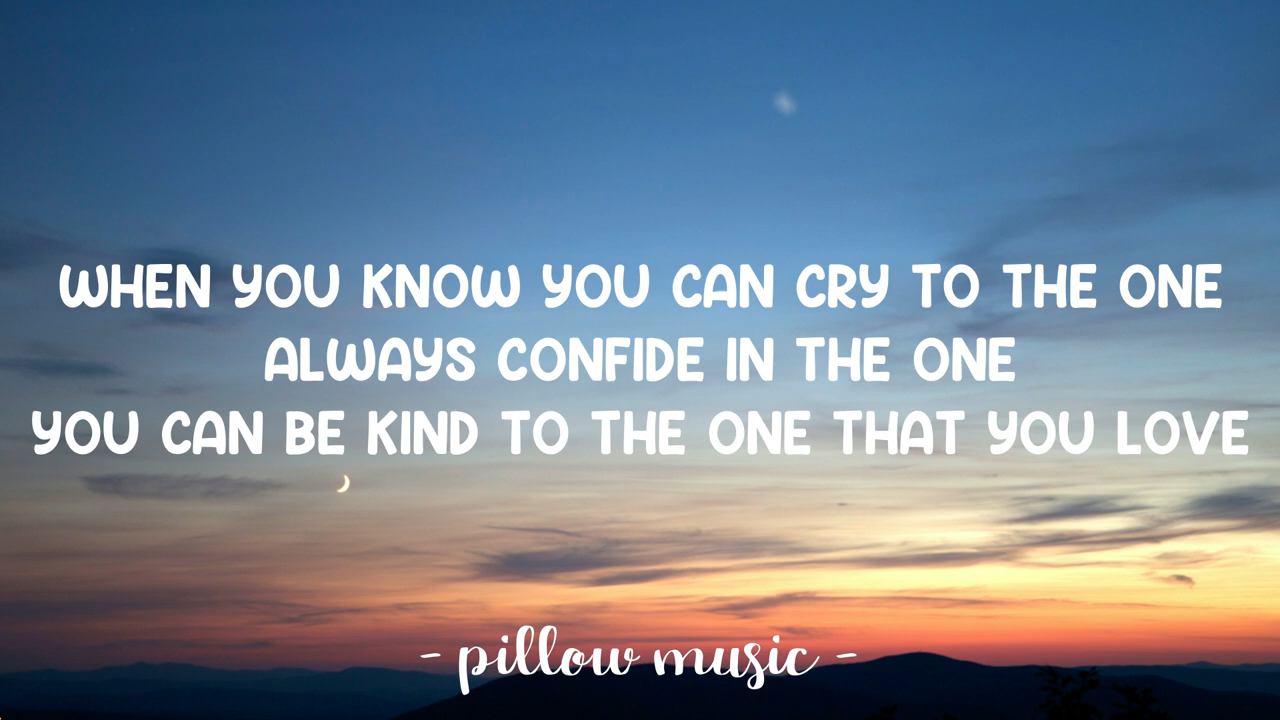 WHEN YOU KNOW YOU CAN CRY TO THE ONE
ALWAYS CONFIDE IN THE ONE
YOU CAN BE KIND TO THE ONE THAT YOU LOVE
- pillow music -